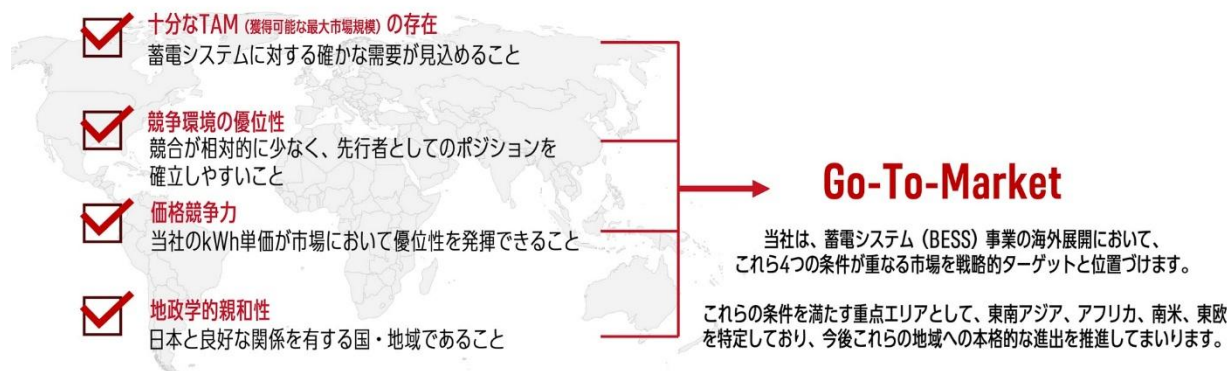 十分なTAM（獲得可能な最大市場規模）の存在
蓄電システムに対する確かな需要が見込めること
競争環境の優位性
競合が相対的に少なく、先行者としてのポジションを
確立しやすいこと
価格競争力
当社のkWh単価が市場において優位性を発揮できること
地政学的親和性
日本と良好な関係を有する国・地域であること
Go-To-Market
当社は、蓄電システム（BESS）事業の海外展開において、
これら4つの条件が重なる市場を戦略的ターゲットと位置づけます。
これらの条件を満たす重点エリアとして、東南アジア、アフリカ、南米、東欧
を特定しており、今後これらの地域への本格的な進出を推進してまいります。